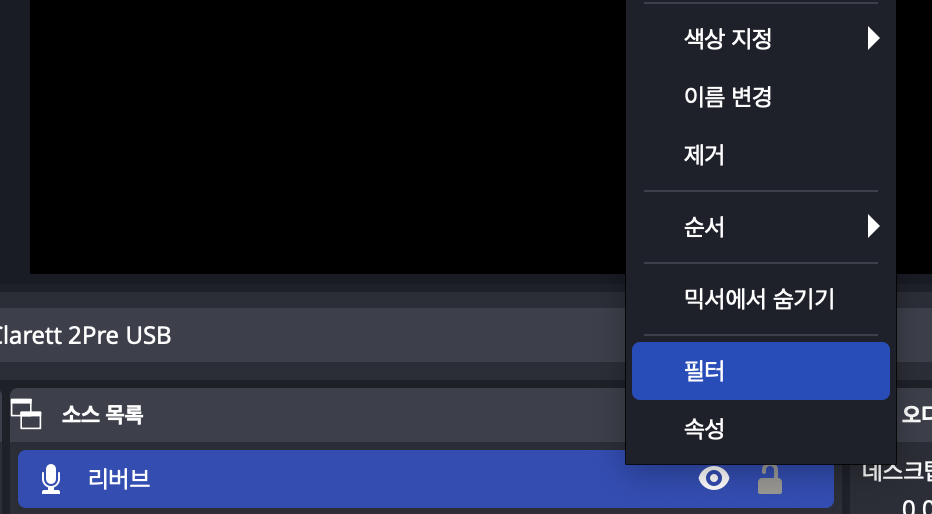 색상 지정
이름 변경
제거
순서
믹서에서 숨기기
필터
속성
Clarett 2Pre USB
소스 목록
리버브
오디
데스크탑
0.0